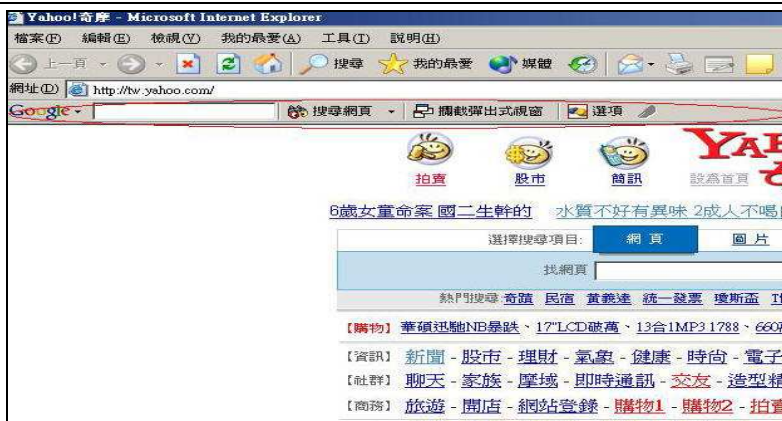 Yahoo!奇摩 - Microsoft Internet Explorer
檔案(F) 編輯(E) 檢視(V) 我的最愛(A) 工具(T) 說明(H)
上一頁 搜尋 我的最愛 媒體
網址(D) http://tw.yahoo.com/
Google 搜尋網頁 攔截彈出式視窗 選項
拍賣 股市 簡訊 設為首頁
6歲女童命案 國二生幹的 水質不好有異味 2成人不喝
選擇搜尋項目: 網頁 圖片
找網頁
熱門搜尋: 奇蹟 民宿 黃義達 統一發票 瓊斯盃
【購物】 華碩迅馳NB暴跌、17"LCD破萬、13合1MP3 1788、660
【資訊】 新聞 - 股市 - 理財 - 氣象 - 健康 - 時尚 - 電子
【社群】 聊天 - 家族 - 摩域 - 即時通訊 - 交友 - 造型精
【商務】 旅遊 - 開店 - 網站登錄 - 購物1 - 購物2 - 拍賣